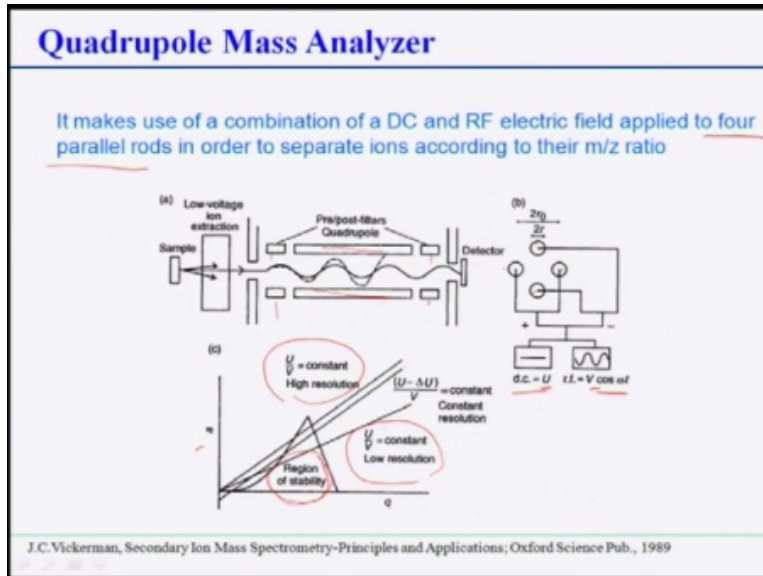 Quadrupole Mass Analyzer
It makes use of a combination of a DC and RF electric field applied to four
parallel rods in order to separate ions according to their m/z ratio
(a)
Low-voltage
ion
extraction
Sample
Pre/post-filters
Quadrupole
Detector
(b)
2r₀
2r
+ −
d.c. = U r.f. = V cos ωt
(c)
U/V = constant
High resolution
(U − ΔU)/V = constant
Constant
resolution
U/V = constant
Low resolution
Region
of stability
a
q
J.C.Vickerman, Secondary Ion Mass Spectrometry-Principles and Applications; Oxford Science Pub., 1989